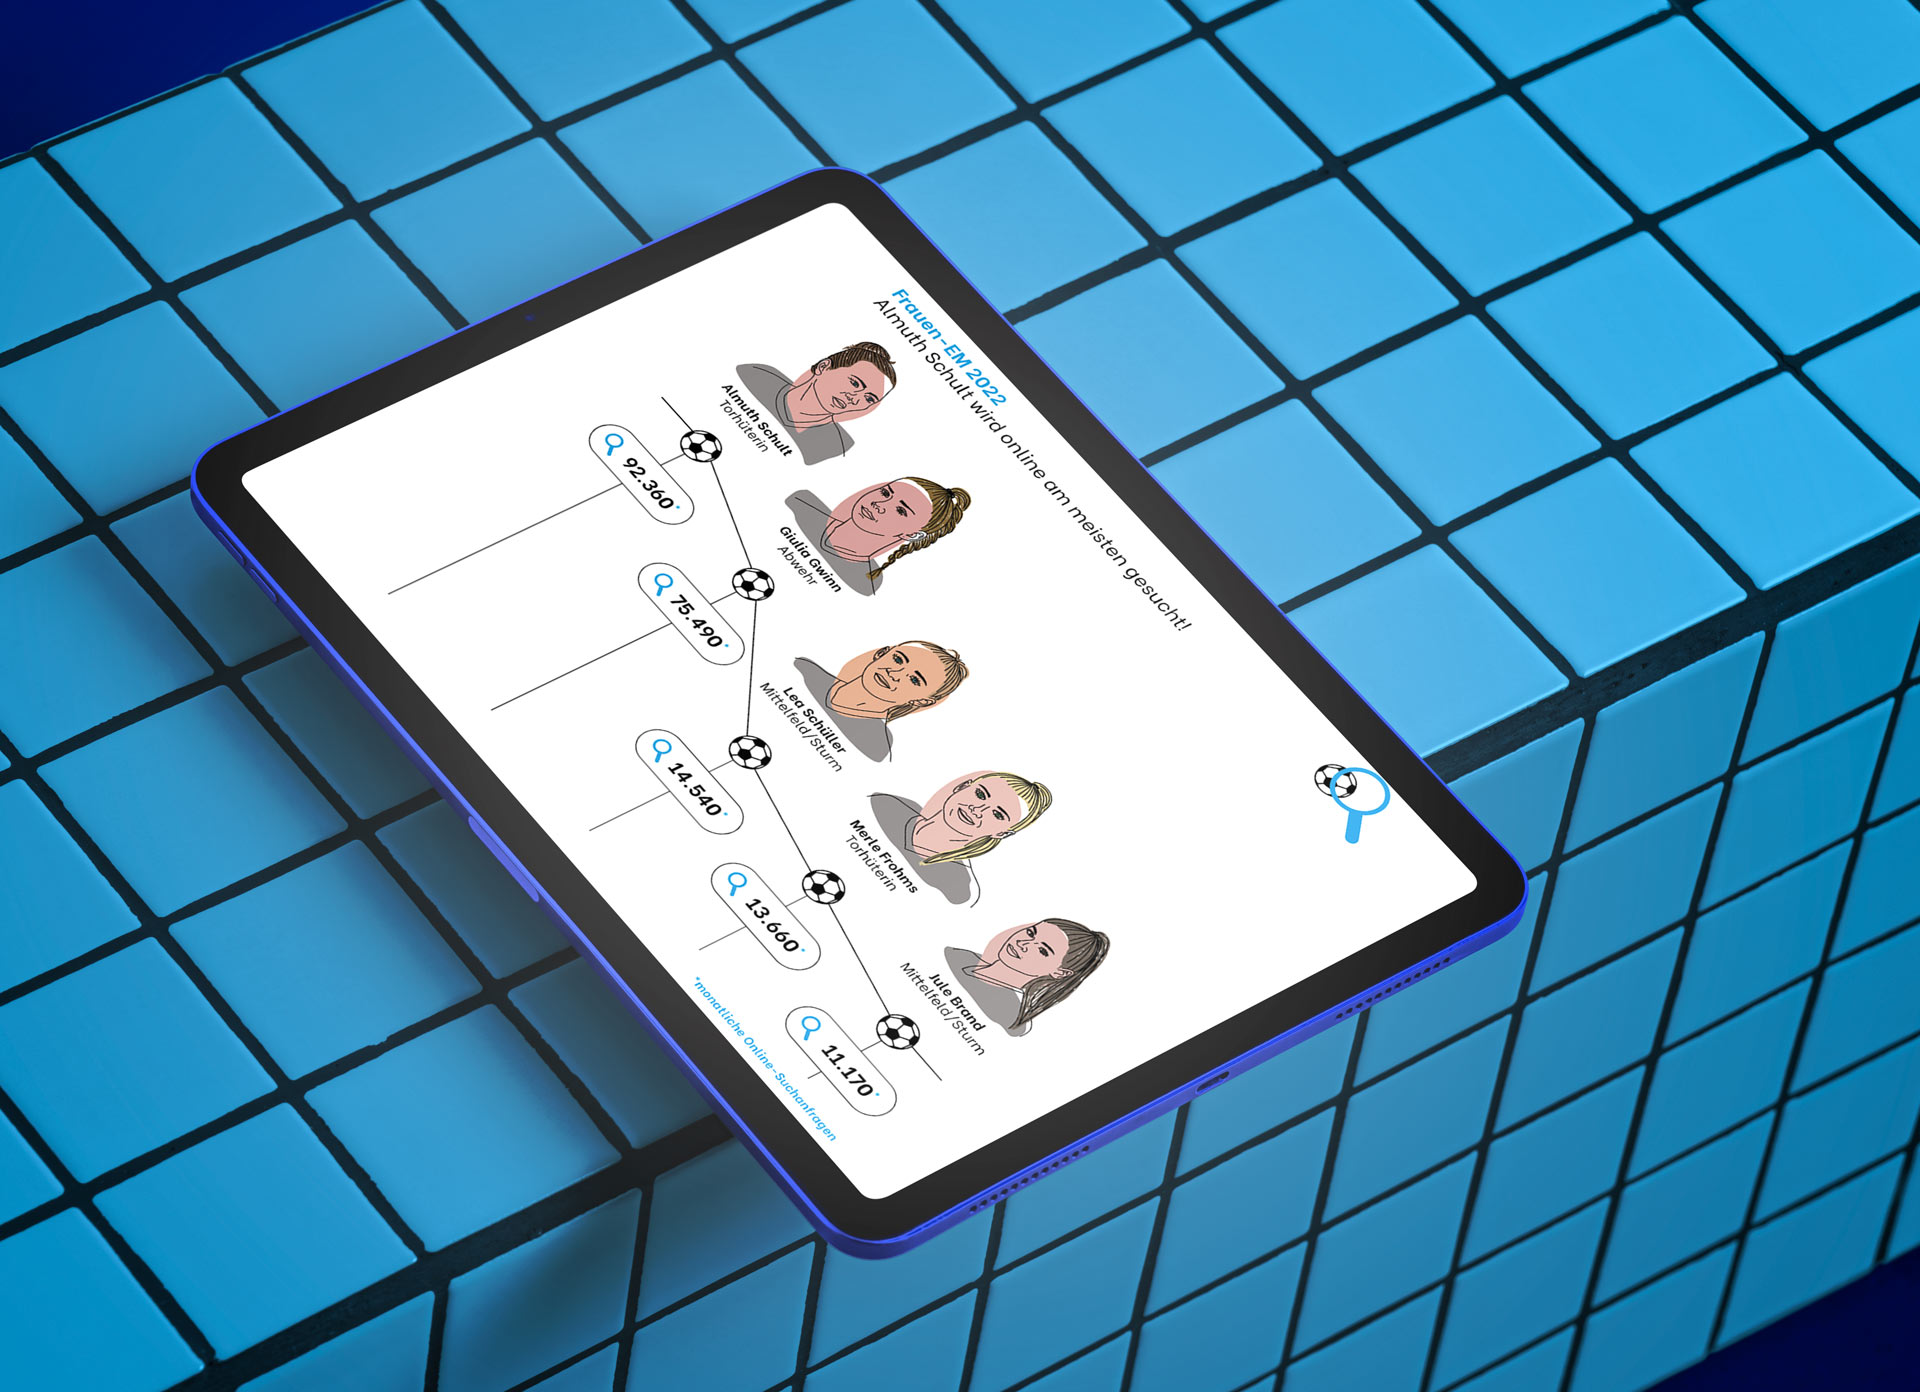 Frauen-EM 2022
Almuth Schult wird online am meisten gesucht!
Almuth Schult
Torhüterin
92.360*
Giulia Gwinn
Abwehr
75.490*
Lea Schüller
Mittelfeld/Sturm
14.540*
Merle Frohms
Torhüterin
13.660*
Jule Brand
Mittelfeld/Sturm
11.170*
*monatliche Online-Suchanfragen